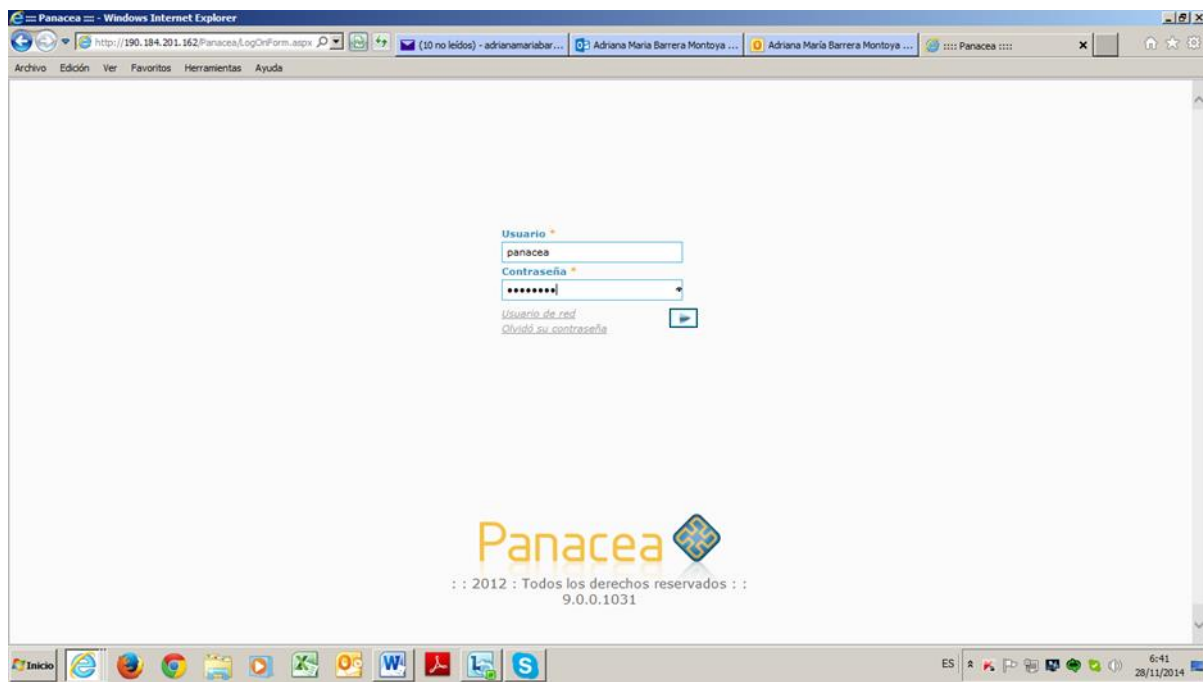 ::: Panacea ::: - Windows Internet Explorer
http://190.184.201.162/Panacea/LogOnForm.aspx
(10 no leídos) - adrianamariabar...
Adriana Maria Barrera Montoya ...
Adriana María Barrera Montoya ...
:::: Panacea ::::
Archivo Edición Ver Favoritos Herramientas Ayuda
Usuario *
panacea
Contraseña *
••••••••
Usuario de red
Olvidó su contraseña
Panacea
: : 2012 : Todos los derechos reservados : :
9.0.0.1031
Inicio
ES
6:41
28/11/2014